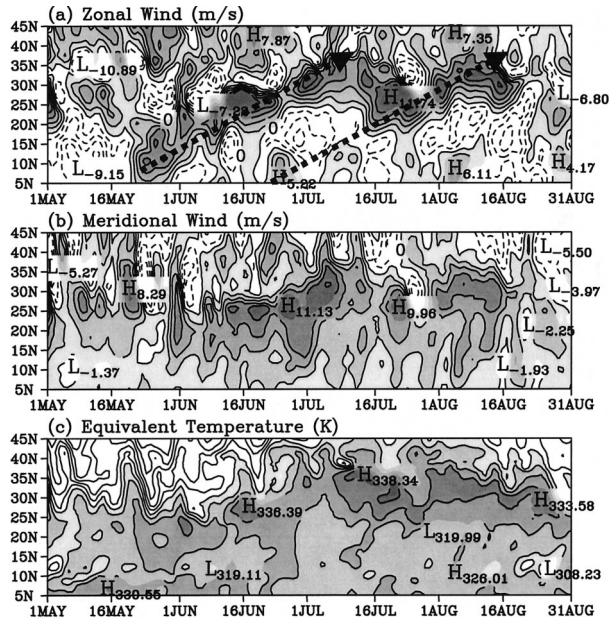 (a) Zonal Wind (m/s)
45N
40N
35N
30N
25N
20N
15N
10N
5N
H7.87
H7.35
L-10.89
L-6.80
L-7.22
H11.74
0
0
0
L-9.15
H5.22
H6.11
H4.17
1MAY 16MAY 1JUN 16JUN 1JUL 16JUL 1AUG 16AUG 31AUG
(b) Meridional Wind (m/s)
45N
40N
35N
30N
25N
20N
15N
10N
5N
0
L-5.50
L-5.27
H8.29
L-3.97
H11.13
H9.96
L-2.25
L-1.37
L-1.93
1MAY 16MAY 1JUN 16JUN 1JUL 16JUL 1AUG 16AUG 31AUG
(c) Equivalent Temperature (K)
45N
40N
35N
30N
25N
20N
15N
10N
5N
H338.34
H336.39
H333.58
L319.99
L319.11
H326.01
L308.23
H330.55
1MAY 16MAY 1JUN 16JUN 1JUL 16JUL 1AUG 16AUG 31AUG